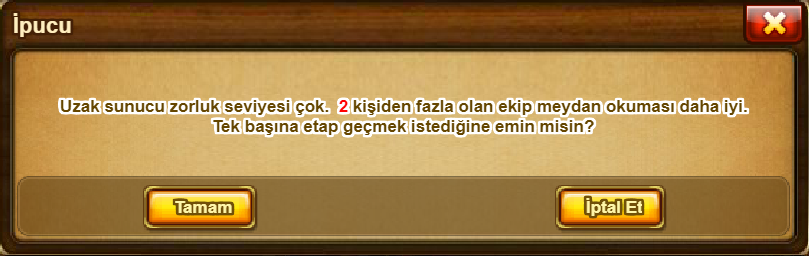 İpucu
Uzak sunucu zorluk seviyesi çok. 2 kişiden fazla olan ekip meydan okuması daha iyi.
Tek başına etap geçmek istediğine emin misin?
Tamam
İptal Et